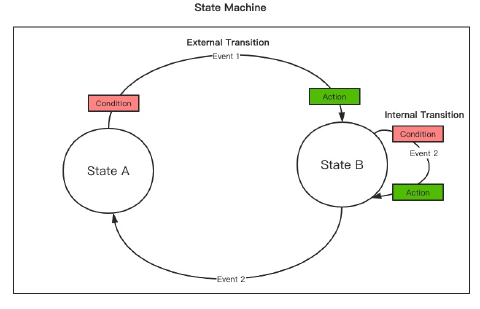 State Machine
External Transition
Event 1
Condition
Action
Internal Transition
Condition
Event 2
Action
State A
State B
Event 2